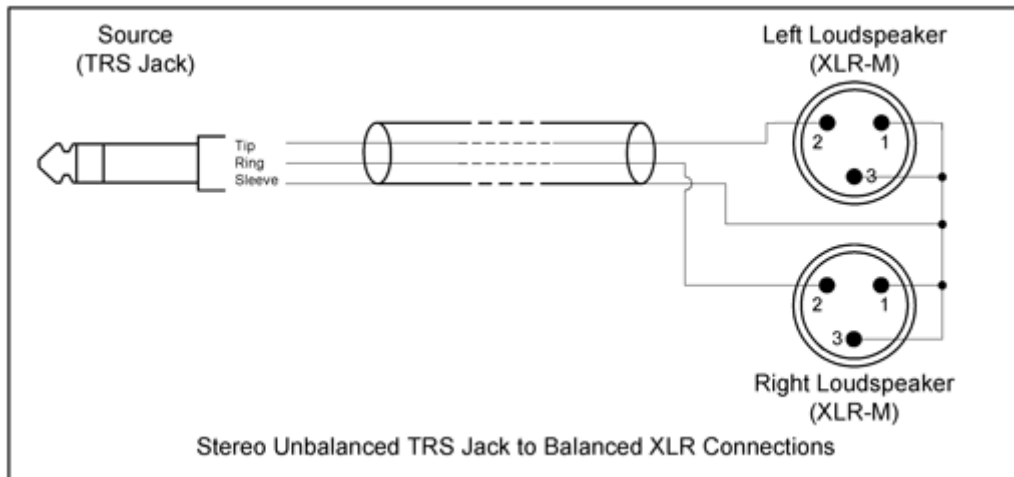 Source
(TRS Jack)
Tip
Ring
Sleeve
Left Loudspeaker
(XLR-M)
2
1
3
2
1
3
Right Loudspeaker
(XLR-M)
Stereo Unbalanced TRS Jack to Balanced XLR Connections